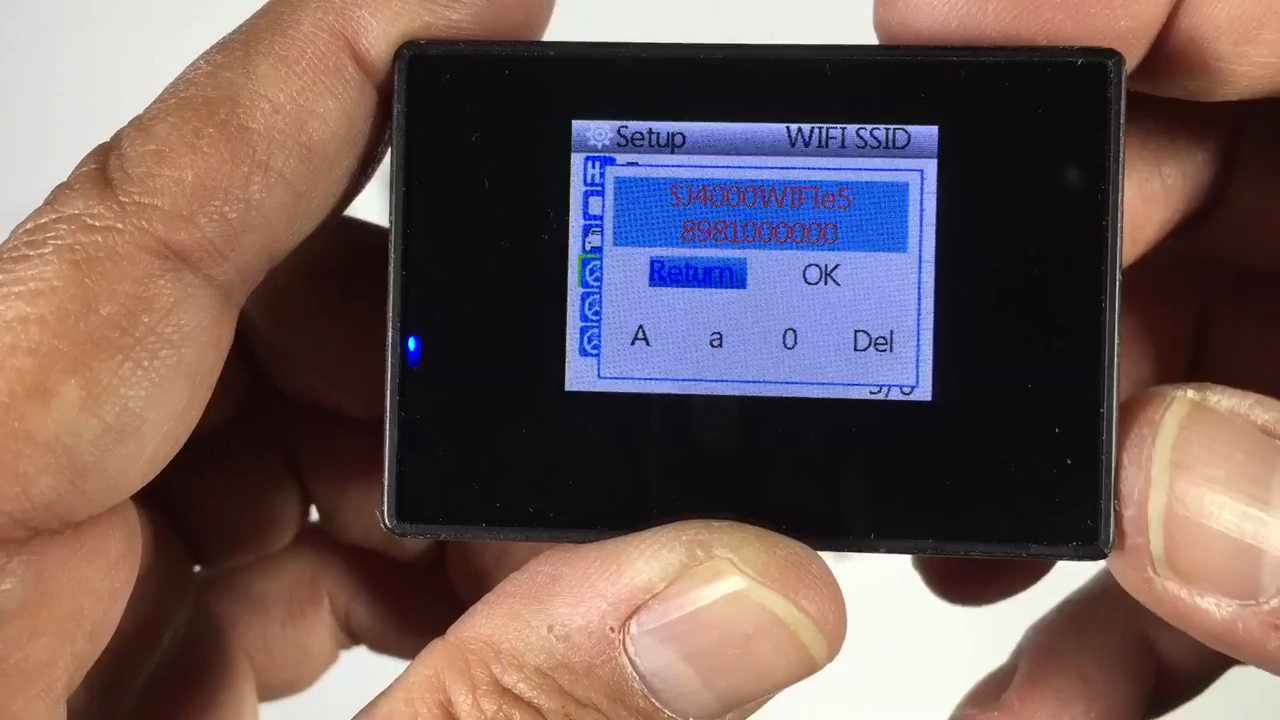 Setup WIFI SSID
SJ4000WIFIe5
8981000000
Return OK
A a 0 Del